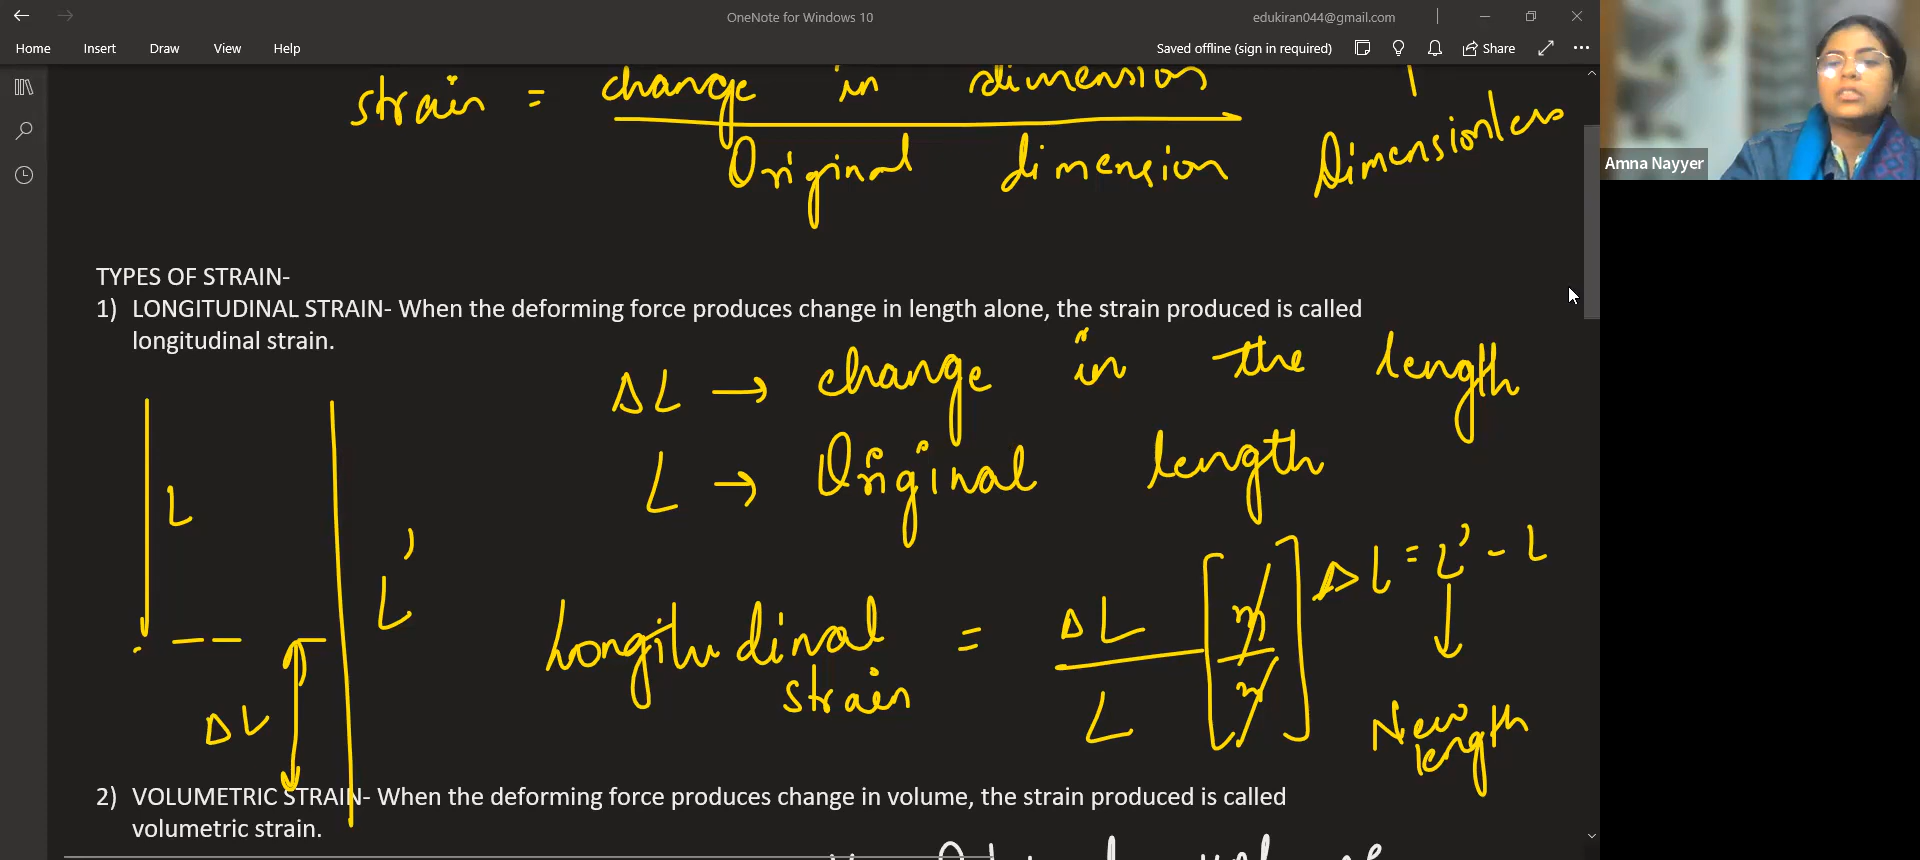 OneNote for Windows 10
edukiran044@gmail.com
Home Insert Draw View Help
Saved offline (sign in required)
Share
strain = change in dimension
Original dimension
Dimensionless
Amna Nayyer
TYPES OF STRAIN-
1) LONGITUDINAL STRAIN- When the deforming force produces change in length alone, the strain produced is called
longitudinal strain.
ΔL → change in the length
L → Original length
L
L'
ΔL
Longitudinal
strain
= ΔL
L
[m
m]
ΔL = L' - L
New
length
2) VOLUMETRIC STRAIN- When the deforming force produces change in volume, the strain produced is called
volumetric strain.